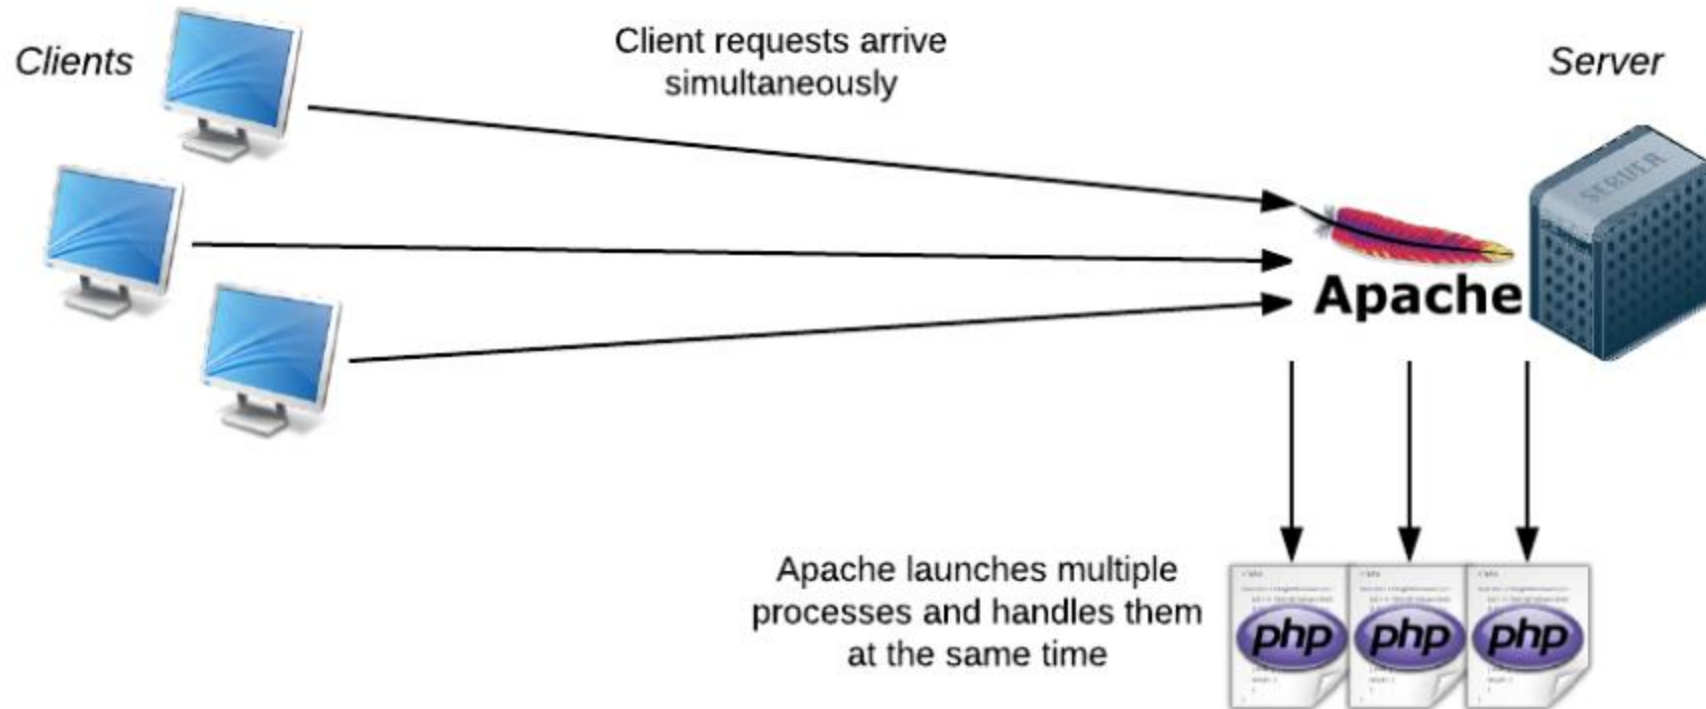 Clients
Client requests arrive
simultaneously
Server
SERVER
Apache
Apache launches multiple
processes and handles them
at the same time
php
php
php